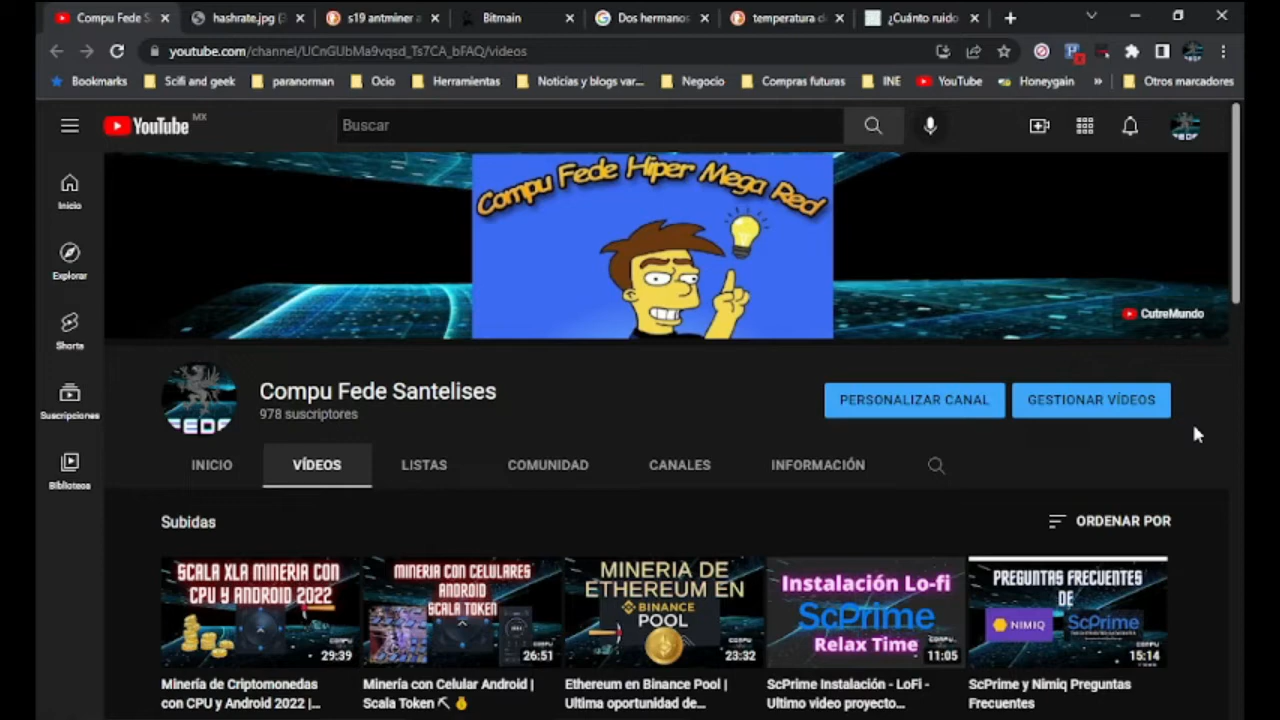 Compu Fede S
hashrate.jpg (
s19 antminer a
Bitmain
Dos hermanos
temperatura d
¿Cuánto ruido
youtube.com/channel/UCnGUbMa9vqsd_Ts7CA_bFAQ/videos
Bookmarks
Scifi and geek
paranorman
Ocio
Herramientas
Noticias y blogs var...
Negocio
Compras futuras
INE
YouTube
Honeygain
»
Otros marcadores
YouTube MX
Buscar
Compu Fede Hiper Mega Red
CutreMundo
Inicio
Explorar
Shorts
Suscripciones
Biblioteca
FEDE
Compu Fede Santelises
978 suscriptores
PERSONALIZAR CANAL
GESTIONAR VÍDEOS
INICIO
VÍDEOS
LISTAS
COMUNIDAD
CANALES
INFORMACIÓN
Subidas
ORDENAR POR
SCALA XLA MINERIA CON
CPU Y ANDROID 2022
29:39
MINERIA CON CELULARES
ANDROID
SCALA TOKEN
26:51
MINERIA DE
ETHEREUM EN
BINANCE
POOL
23:32
Instalación Lo-fi
ScPrime
Relax Time
11:05
PREGUNTAS FRECUENTES
DE
NIMIQ
ScPrime
15:14
Minería de Criptomonedas
con CPU y Android 2022 |...
Minería con Celular Android |
Scala Token ⛏ 💰
Ethereum en Binance Pool |
Ultima oportunidad de...
ScPrime Instalación - LoFi -
Ultimo video proyecto...
ScPrime y Nimiq Preguntas
Frecuentes